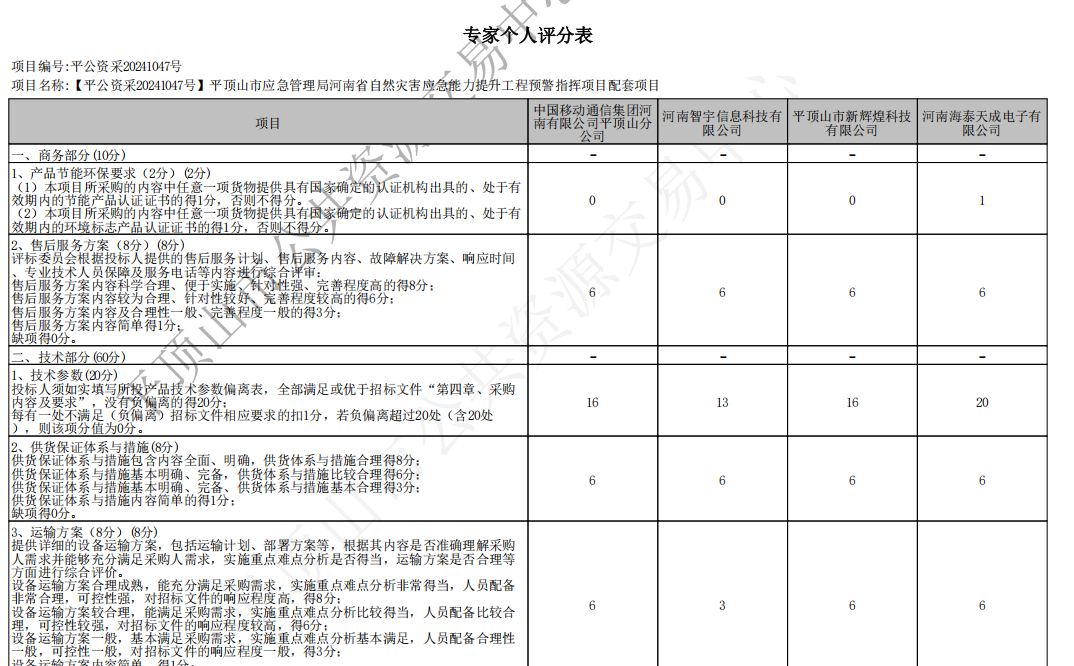 专家个人评分表
项目编号:平公资采20241047号
项目名称:【平公资采20241047号】平顶山市应急管理局河南省自然灾害应急能力提升工程预警指挥项目配套项目
项目
中国移动通信集团河
南有限公司平顶山分
公司
河南智宇信息科技有
限公司
平顶山市新辉煌科技
有限公司
河南海泰天成电子有
限公司
一、商务部分(10分)
-
-
-
-
1、产品节能环保要求（2分）(2分)
（1）本项目所采购的内容中任意一项货物提供具有国家确定的认证机构出具的、处于有
效期内的节能产品认证证书的得1分，否则不得分。
（2）本项目所采购的内容中任意一项货物提供具有国家确定的认证机构出具的、处于有
效期内的环境标志产品认证证书的得1分，否则不得分。
0
0
0
1
2、售后服务方案（8分）(8分)
评标委员会根据投标人提供的售后服务计划、售后服务内容、故障解决方案、响应时间
、专业技术人员保障及服务电话等内容进行综合评审：
售后服务方案内容科学合理、便于实施、针对性强、完善程度高的得8分；
售后服务方案内容较为合理、针对性较好、完善程度较高的得6分；
售后服务方案内容及合理性一般、完善程度一般的得3分；
售后服务方案内容简单得1分；
缺项得0分。
6
6
6
6
二、技术部分(60分)
-
-
-
-
1、技术参数(20分)
投标人须如实填写所投产品技术参数偏离表，全部满足或优于招标文件“第四章、采购
内容及要求”，没有负偏离的得20分；
每有一处不满足（负偏离）招标文件相应要求的扣1分，若负偏离超过20处（含20处
），则该项分值为0分。
16
13
16
20
2、供货保证体系与措施(8分)
供货保证体系与措施包含内容全面、明确，供货体系与措施合理得8分；
供货体系与措施基本明确、完备，供货体系与措施比较合理得6分；
供货体系与措施基本明确、完备、供货体系与措施基本合理得3分；
供货保证体系与措施内容简单的得1分；
缺项得0分。
6
6
6
6
3、运输方案（8分）(8分)
提供详细的设备运输方案，包括运输计划、部署方案等，根据其内容是否准确理解采购
人需求并能够充分满足采购人需求，实施重点难点分析是否得当，运输方案是否合理等
方面进行综合评价。
设备运输方案合理成熟，能充分满足采购需求，实施重点难点分析非常得当，人员配备
非常合理，可控性强，对招标文件的响应程度高，得8分；
设备运输方案较合理，能满足采购需求，实施重点难点分析比较得当，人员配备比较合
理，可控性较强，对招标文件的响应程度较高，得6分；
设备运输方案一般，基本满足采购需求，实施重点难点分析基本满足，人员配备合理性
一般，可控性一般，对招标文件的响应程度一般，得3分；
设备运输方案内容简单，得1分；
6
3
6
6
平顶山市公共资源交易中心
平顶山市公共资源交易中心